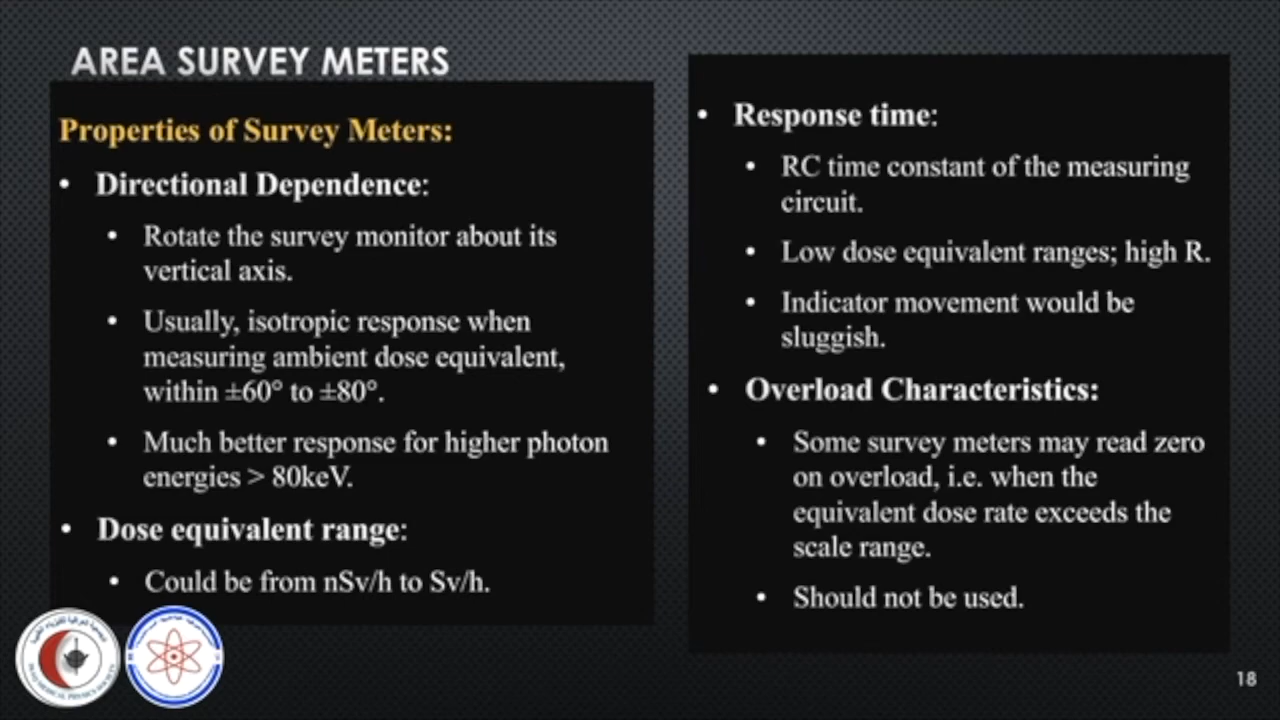 AREA SURVEY METERS
Properties of Survey Meters:
• Directional Dependence:
• Rotate the survey monitor about its
vertical axis.
• Usually, isotropic response when
measuring ambient dose equivalent,
within ±60° to ±80°.
• Much better response for higher photon
energies > 80keV.
• Dose equivalent range:
• Could be from nSv/h to Sv/h.
• Response time:
• RC time constant of the measuring
circuit.
• Low dose equivalent ranges; high R.
• Indicator movement would be
sluggish.
• Overload Characteristics:
• Some survey meters may read zero
on overload, i.e. when the
equivalent dose rate exceeds the
scale range.
• Should not be used.
18